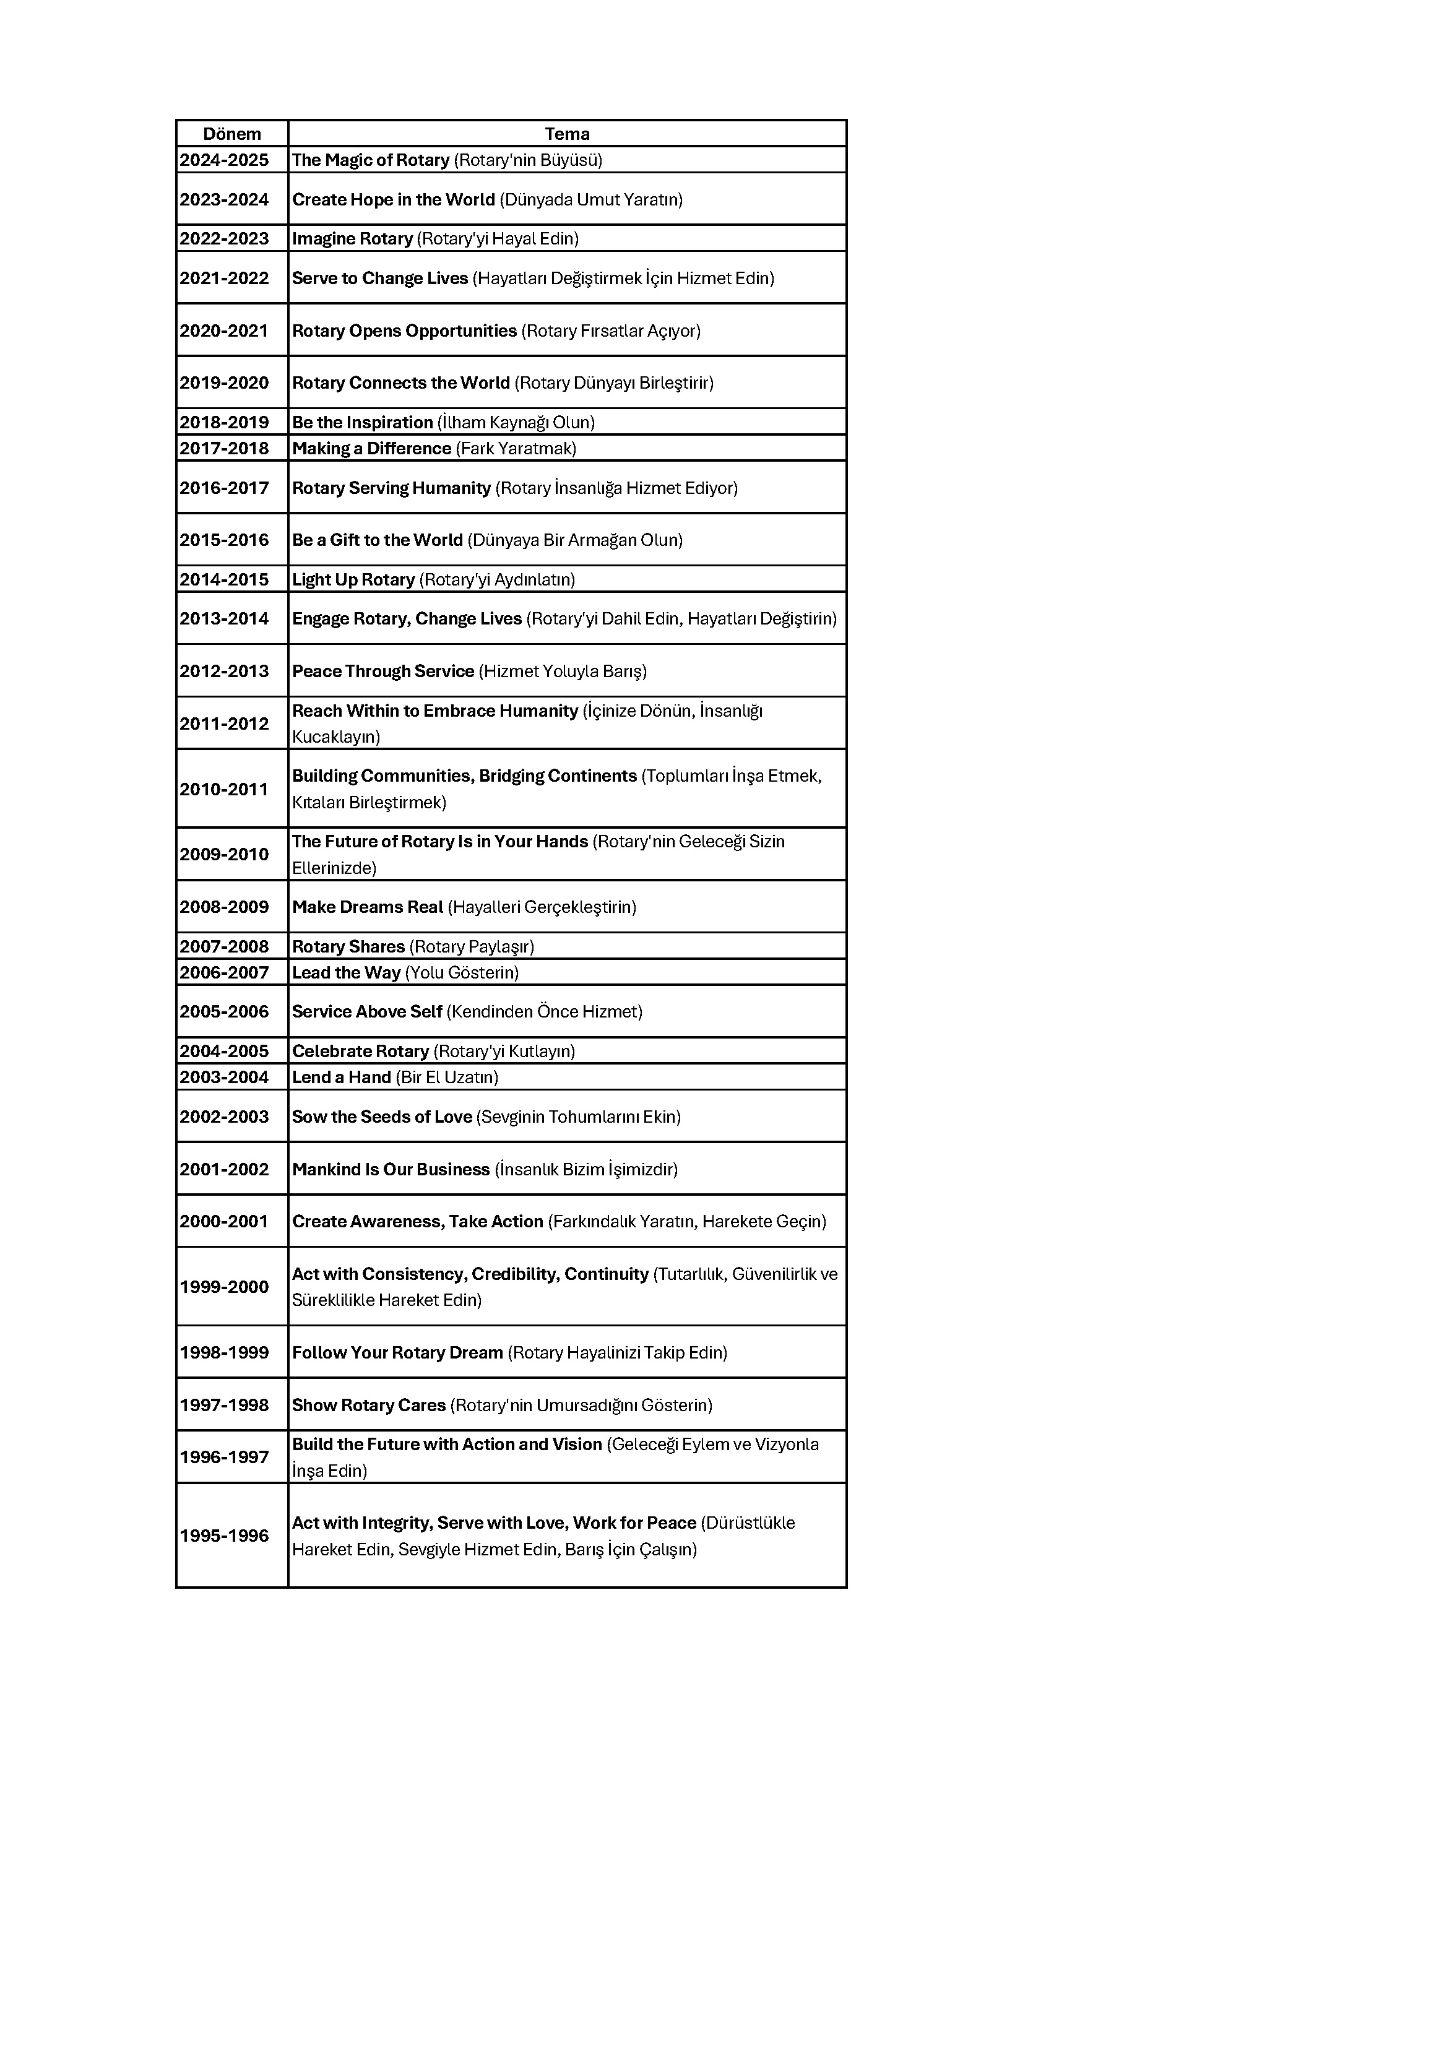 Dönem Tema
2024-2025 The Magic of Rotary (Rotary'nin Büyüsü)
2023-2024 Create Hope in the World (Dünyada Umut Yaratın)
2022-2023 Imagine Rotary (Rotary'yi Hayal Edin)
2021-2022 Serve to Change Lives (Hayatları Değiştirmek İçin Hizmet Edin)
2020-2021 Rotary Opens Opportunities (Rotary Fırsatlar Açıyor)
2019-2020 Rotary Connects the World (Rotary Dünyayı Birleştirir)
2018-2019 Be the Inspiration (İlham Kaynağı Olun)
2017-2018 Making a Difference (Fark Yaratmak)
2016-2017 Rotary Serving Humanity (Rotary İnsanlığa Hizmet Ediyor)
2015-2016 Be a Gift to the World (Dünyaya Bir Armağan Olun)
2014-2015 Light Up Rotary (Rotary'yi Aydınlatın)
2013-2014 Engage Rotary, Change Lives (Rotary'yi Dahil Edin, Hayatları Değiştirin)
2012-2013 Peace Through Service (Hizmet Yoluyla Barış)
2011-2012 Reach Within to Embrace Humanity (İçinize Dönün, İnsanlığı
Kucaklayın)
2010-2011 Building Communities, Bridging Continents (Toplumları İnşa Etmek,
Kıtaları Birleştirmek)
2009-2010 The Future of Rotary Is in Your Hands (Rotary'nin Geleceği Sizin
Ellerinizde)
2008-2009 Make Dreams Real (Hayalleri Gerçekleştirin)
2007-2008 Rotary Shares (Rotary Paylaşır)
2006-2007 Lead the Way (Yolu Gösterin)
2005-2006 Service Above Self (Kendinden Önce Hizmet)
2004-2005 Celebrate Rotary (Rotary'yi Kutlayın)
2003-2004 Lend a Hand (Bir El Uzatın)
2002-2003 Sow the Seeds of Love (Sevginin Tohumlarını Ekin)
2001-2002 Mankind Is Our Business (İnsanlık Bizim İşimizdir)
2000-2001 Create Awareness, Take Action (Farkındalık Yaratın, Harekete Geçin)
1999-2000 Act with Consistency, Credibility, Continuity (Tutarlılık, Güvenilirlik ve
Süreklilikle Hareket Edin)
1998-1999 Follow Your Rotary Dream (Rotary Hayalinizi Takip Edin)
1997-1998 Show Rotary Cares (Rotary'nin Umursadığını Gösterin)
1996-1997 Build the Future with Action and Vision (Geleceği Eylem ve Vizyonla
İnşa Edin)
1995-1996 Act with Integrity, Serve with Love, Work for Peace (Dürüstlükle
Hareket Edin, Sevgiyle Hizmet Edin, Barış İçin Çalışın)